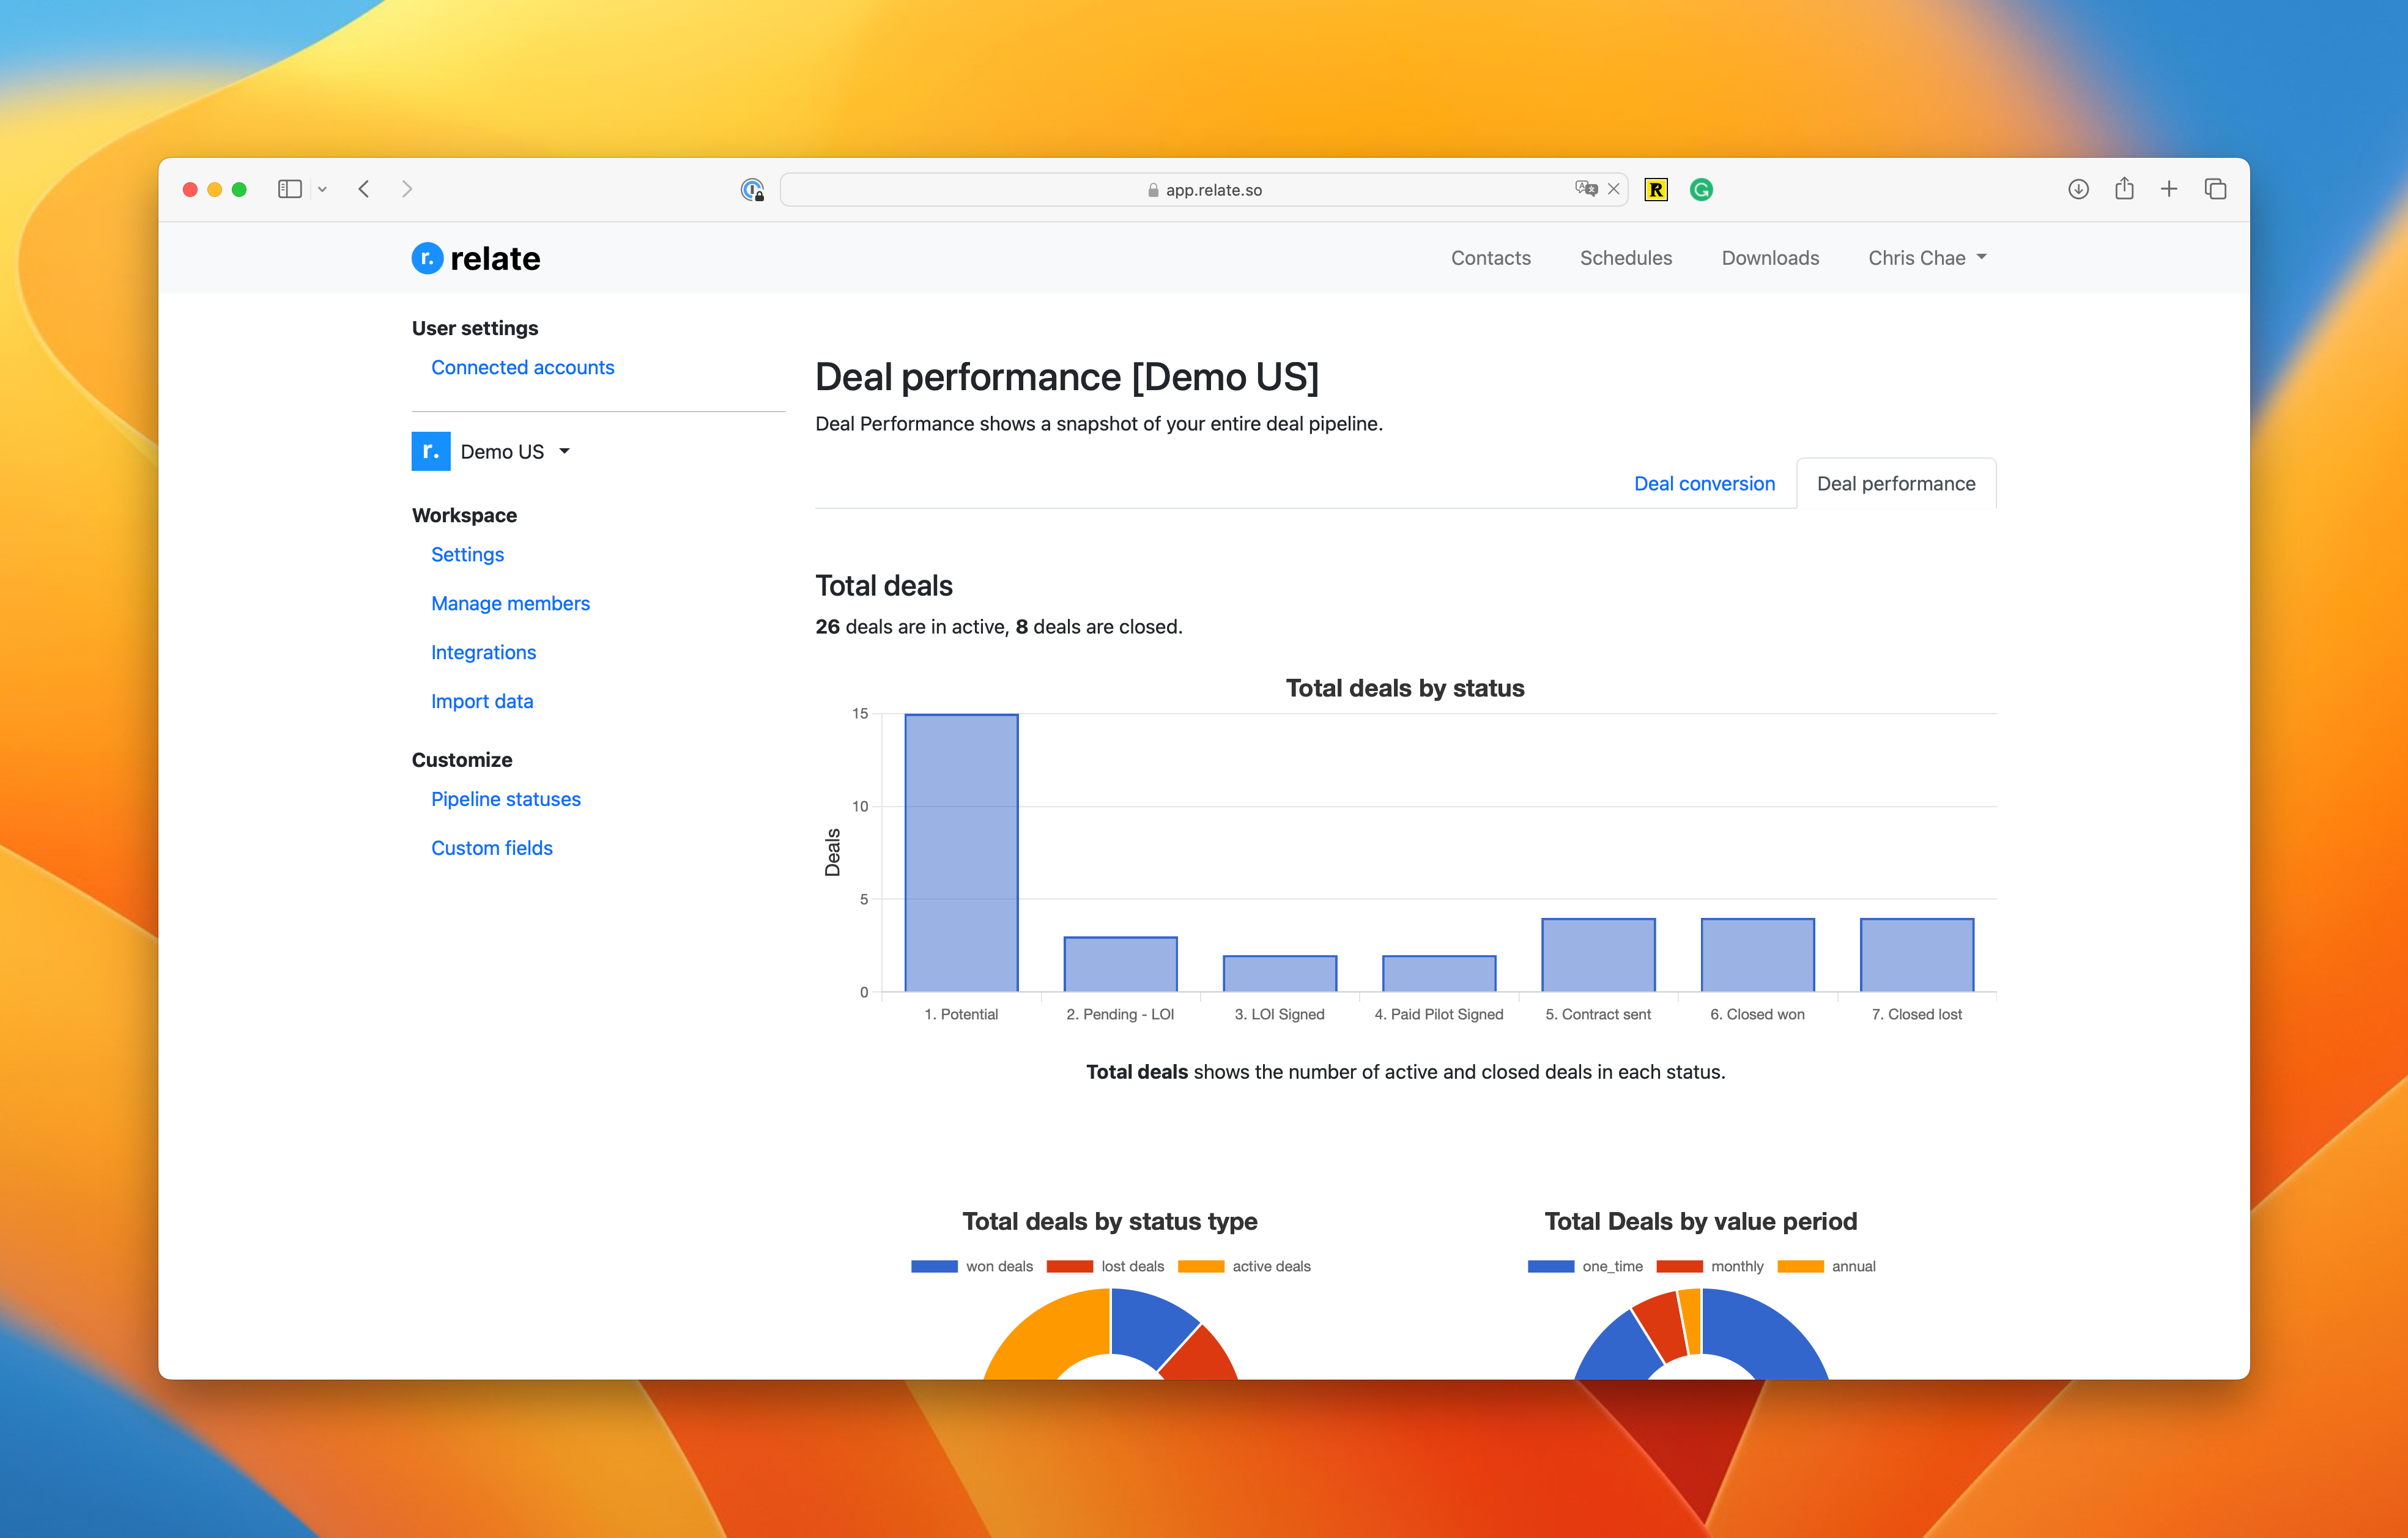 app.relate.so
R
r. relate
Contacts Schedules Downloads Chris Chae
User settings
Connected accounts
r. Demo US
Workspace
Settings
Manage members
Integrations
Import data
Customize
Pipeline statuses
Custom fields
Deal performance [Demo US]
Deal Performance shows a snapshot of your entire deal pipeline.
Deal conversion Deal performance
Total deals
26 deals are in active, 8 deals are closed.
Total deals by status
15
10
5
0
Deals
1. Potential 2. Pending - LOI 3. LOI Signed 4. Paid Pilot Signed 5. Contract sent 6. Closed won 7. Closed lost
Total deals shows the number of active and closed deals in each status.
Total deals by status type
won deals lost deals active deals
Total Deals by value period
one_time monthly annual